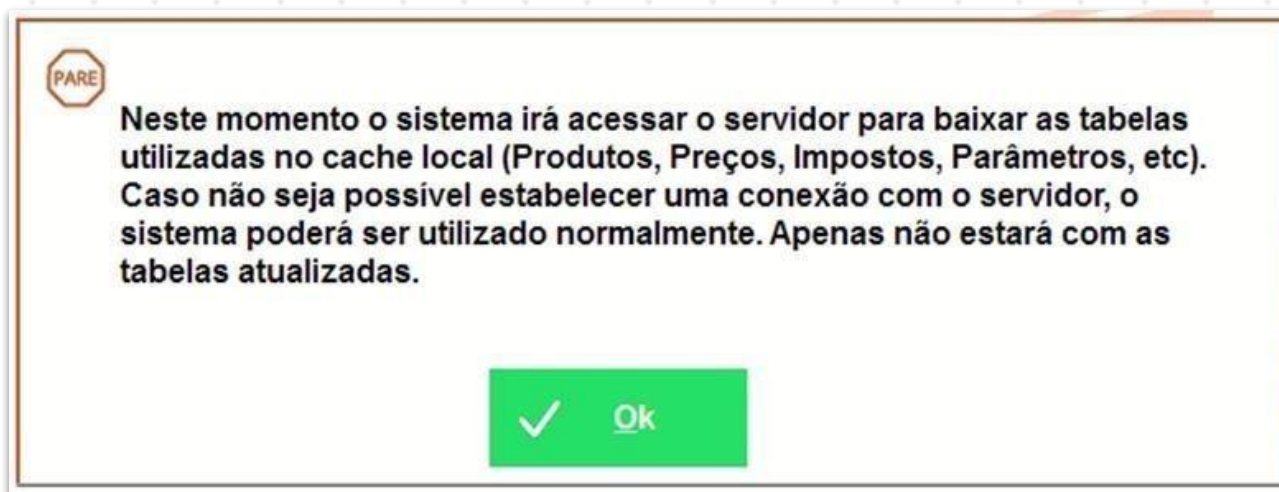 PARE
Neste momento o sistema irá acessar o servidor para baixar as tabelas
utilizadas no cache local (Produtos, Preços, Impostos, Parâmetros, etc).
Caso não seja possível estabelecer uma conexão com o servidor, o
sistema poderá ser utilizado normalmente. Apenas não estará com as
tabelas atualizadas.
Ok